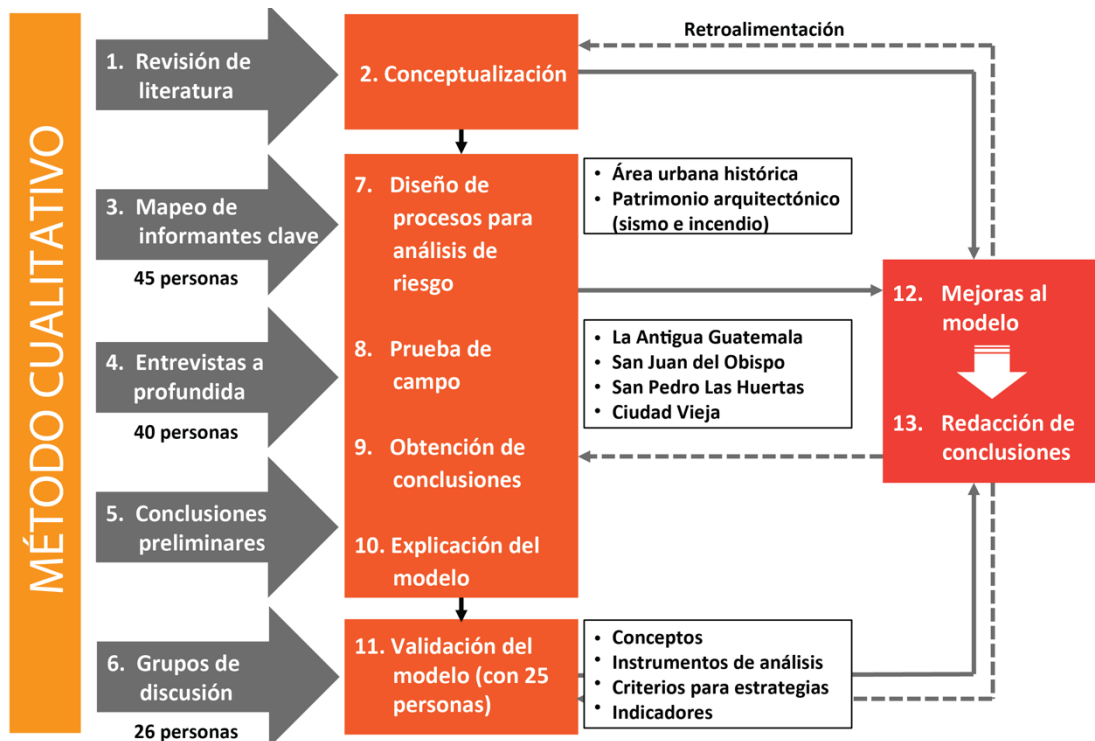 MÉTODO CUALITATIVO
1. Revisión de
literatura
3. Mapeo de
informantes clave
45 personas
4. Entrevistas a
profundida
40 personas
5. Conclusiones
preliminares
6. Grupos de
discusión
26 personas
2. Conceptualización
7. Diseño de
procesos para
análisis de
riesgo
8. Prueba de
campo
9. Obtención de
conclusiones
10. Explicación del
modelo
11. Validación del
modelo (con 25
personas)
Retroalimentación
• Área urbana histórica
• Patrimonio arquitectónico
(sismo e incendio)
• La Antigua Guatemala
• San Juan del Obispo
• San Pedro Las Huertas
• Ciudad Vieja
• Conceptos
• Instrumentos de análisis
• Criterios para estrategias
• Indicadores
12. Mejoras al
modelo
13. Redacción de
conclusiones